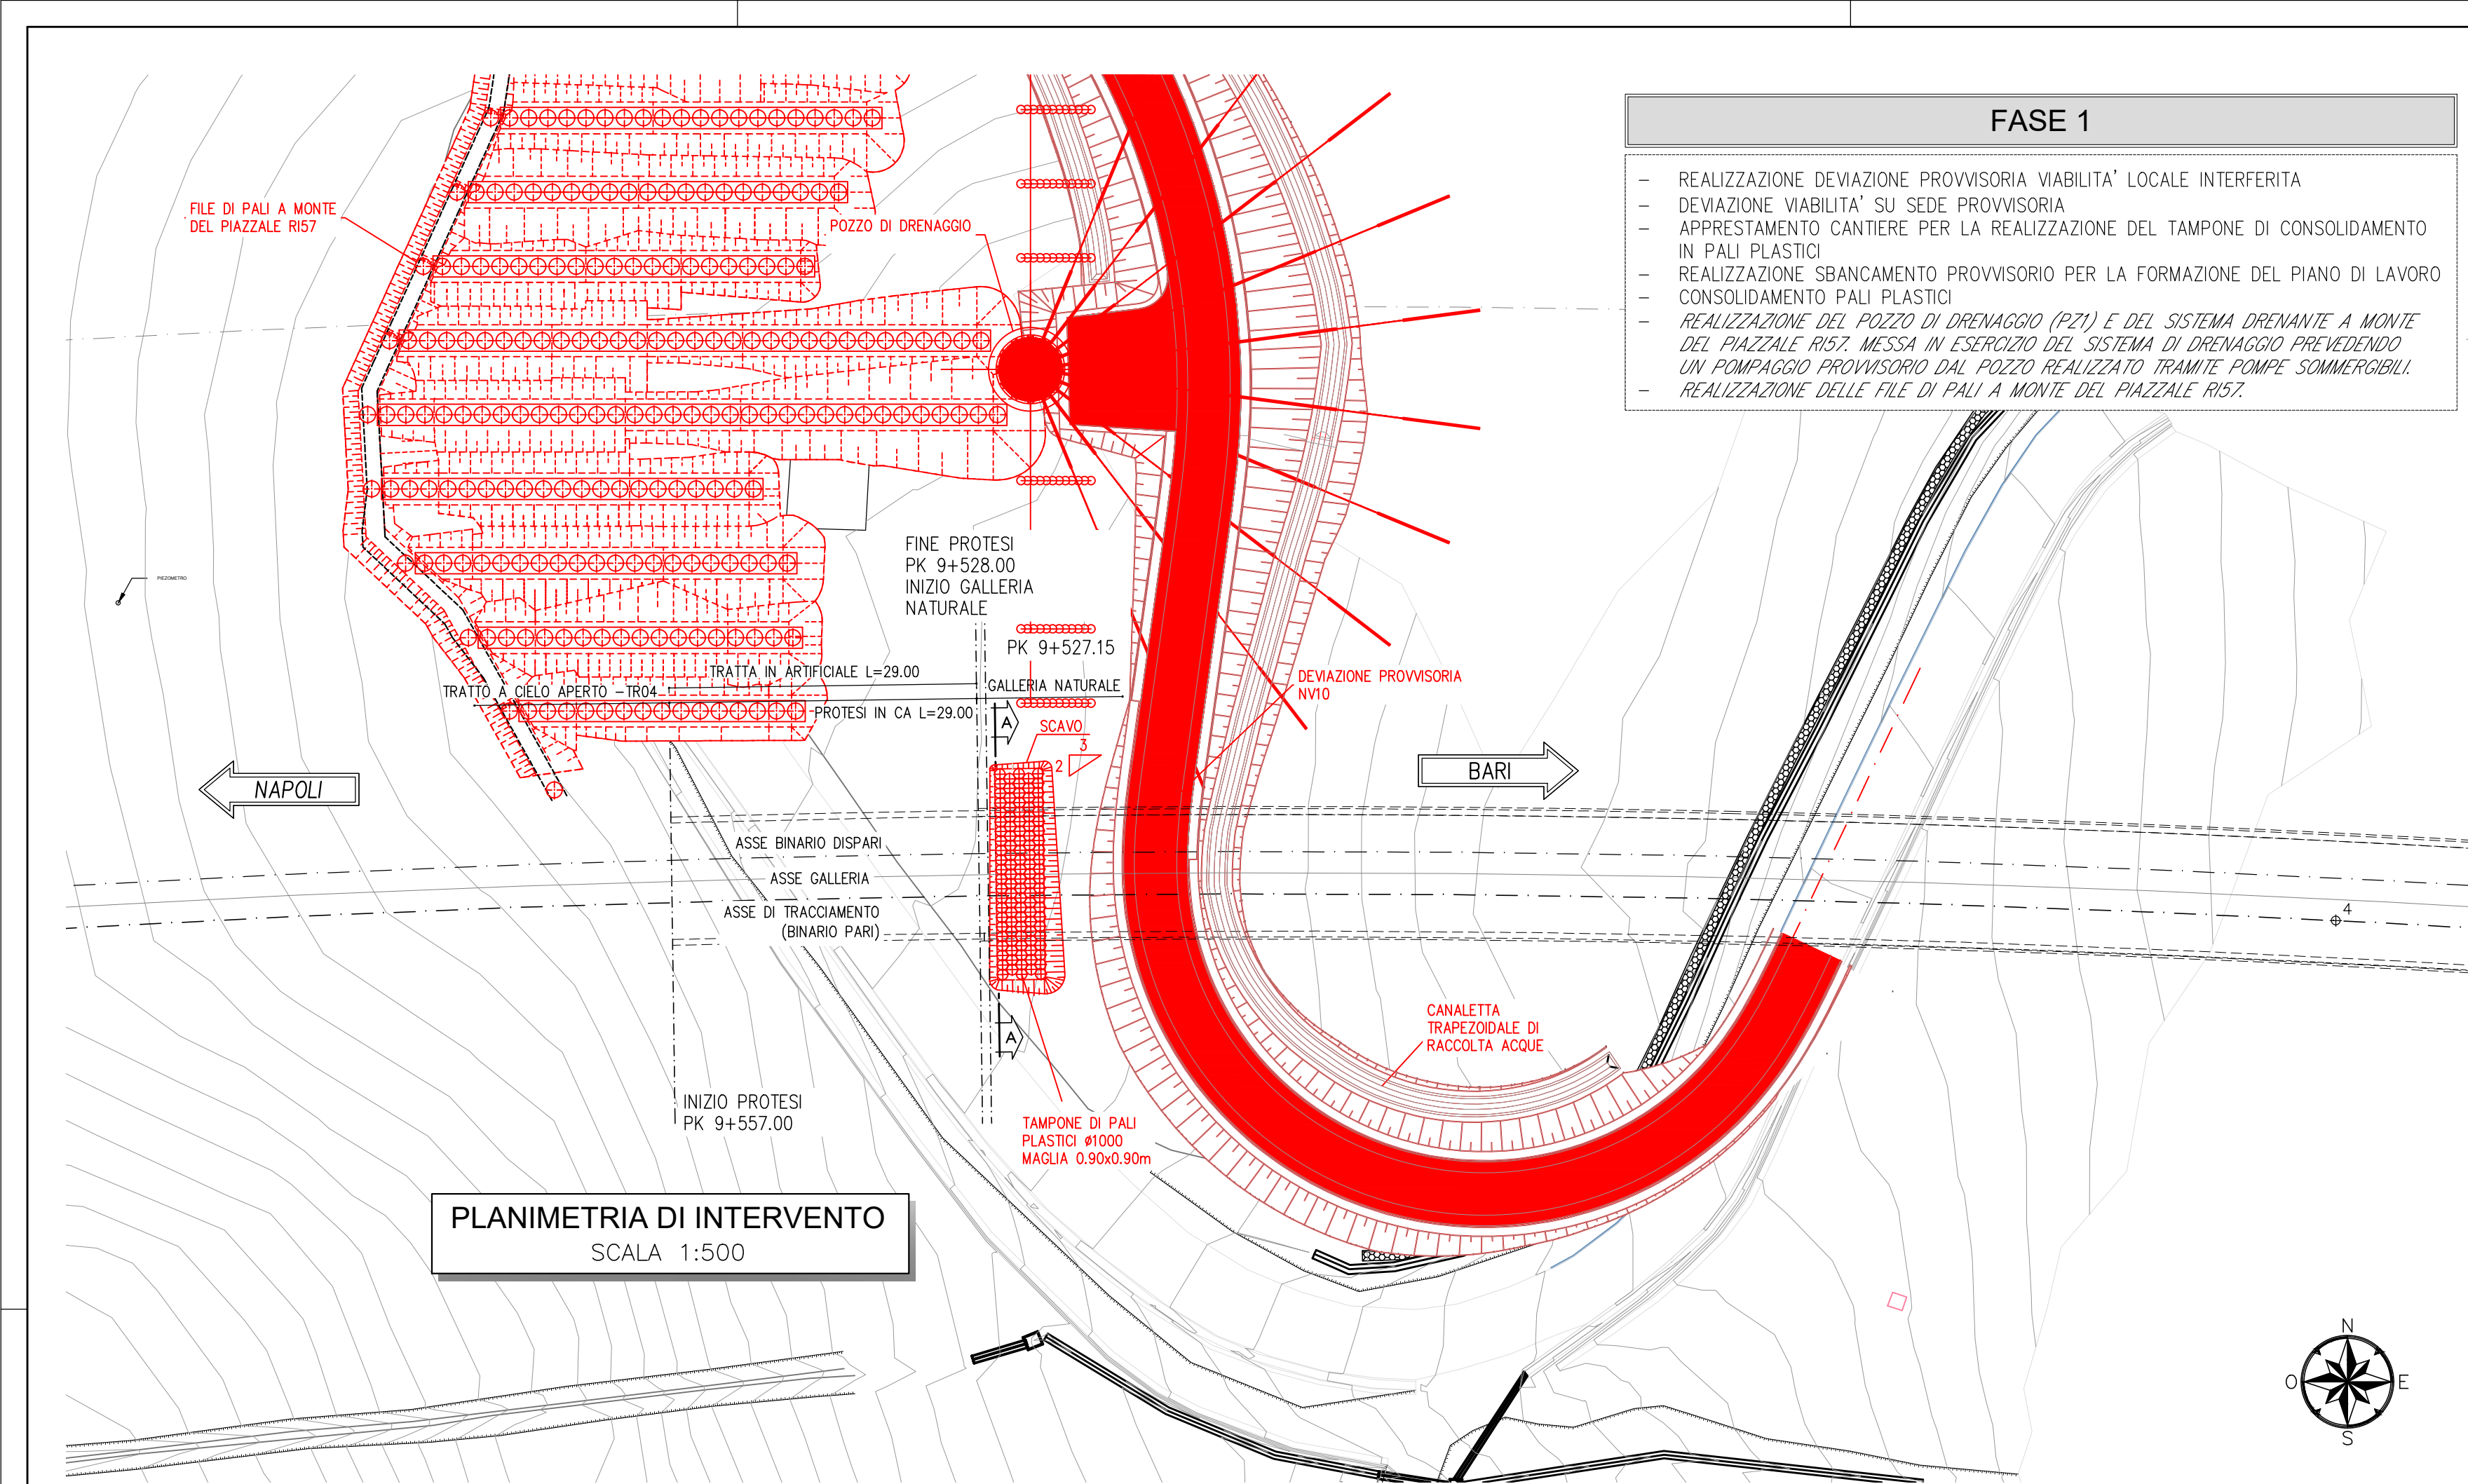 FASE 1
- REALIZZAZIONE DEVIAZIONE PROVVISORIA VIABILITA' LOCALE INTERFERITA
- DEVIAZIONE VIABILITA' SU SEDE PROVVISORIA
- APPRESTAMENTO CANTIERE PER LA REALIZZAZIONE DEL TAMPONE DI CONSOLIDAMENTO
IN PALI PLASTICI
- REALIZZAZIONE SBANCAMENTO PROVVISORIO PER LA FORMAZIONE DEL PIANO DI LAVORO
- CONSOLIDAMENTO PALI PLASTICI
- REALIZZAZIONE DEL POZZO DI DRENAGGIO (PZ1) E DEL SISTEMA DRENANTE A MONTE
DEL PIAZZALE RI57. MESSA IN ESERCIZIO DEL SISTEMA DI DRENAGGIO PREVEDENDO
UN POMPAGGIO PROVVISORIO DAL POZZO REALIZZATO TRAMITE POMPE SOMMERGIBILI.
- REALIZZAZIONE DELLE FILE DI PALI A MONTE DEL PIAZZALE RI57.
FILE DI PALI A MONTE
DEL PIAZZALE RI57
POZZO DI DRENAGGIO
PIEZOMETRO
FINE PROTESI
PK 9+528.00
INIZIO GALLERIA
NATURALE
PK 9+527.15
TRATTA IN ARTIFICIALE L=29.00
TRATTO A CIELO APERTO -TR04
GALLERIA NATURALE
PROTESI IN CA L=29.00
DEVIAZIONE PROVVISORIA
NV10
A
SCAVO
3
2
NAPOLI
BARI
ASSE BINARIO DISPARI
ASSE GALLERIA
ASSE DI TRACCIAMENTO
(BINARIO PARI)
4
CANALETTA
TRAPEZOIDALE DI
RACCOLTA ACQUE
A
INIZIO PROTESI
PK 9+557.00
TAMPONE DI PALI
PLASTICI ø1000
MAGLIA 0.90x0.90m
PLANIMETRIA DI INTERVENTO
SCALA 1:500
N
O
E
S